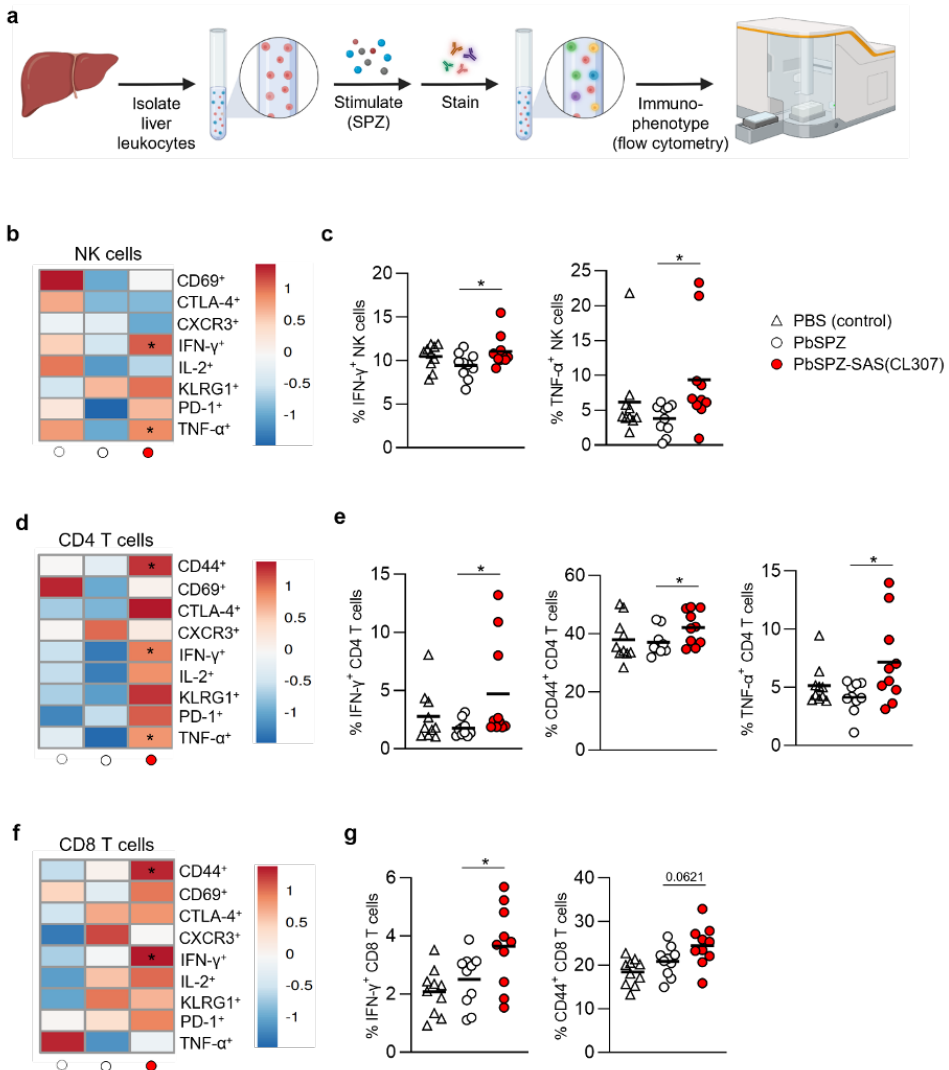 a
Isolate
liver
leukocytes
Stimulate
(SPZ)
Stain
Immuno-
phenotype
(flow cytometry)
b
NK cells
CD69+
CTLA-4+
CXCR3+
IFN-γ+
IL-2+
KLRG1+
PD-1+
TNF-α+
*
*
1
0.5
0
-0.5
-1
c
% IFN-γ+ NK cells
20
15
10
5
0
*
% TNF-α+ NK cells
25
20
15
10
5
0
*
PBS (control)
PbSPZ
PbSPZ-SAS(CL307)
d
CD4 T cells
CD44+
CD69+
CTLA-4+
CXCR3+
IFN-γ+
IL-2+
KLRG1+
PD-1+
TNF-α+
*
*
*
1
0.5
0
-0.5
-1
e
% IFN-γ+ CD4 T cells
15
10
5
0
*
% CD44+ CD4 T cells
60
40
20
0
*
% TNF-α+ CD4 T cells
15
10
5
0
*
f
CD8 T cells
CD44+
CD69+
CTLA-4+
CXCR3+
IFN-γ+
IL-2+
KLRG1+
PD-1+
TNF-α+
*
*
1
0.5
0
-0.5
-1
g
% IFN-γ+ CD8 T cells
6
4
2
0
*
% CD44+ CD8 T cells
40
30
20
10
0
0.0621